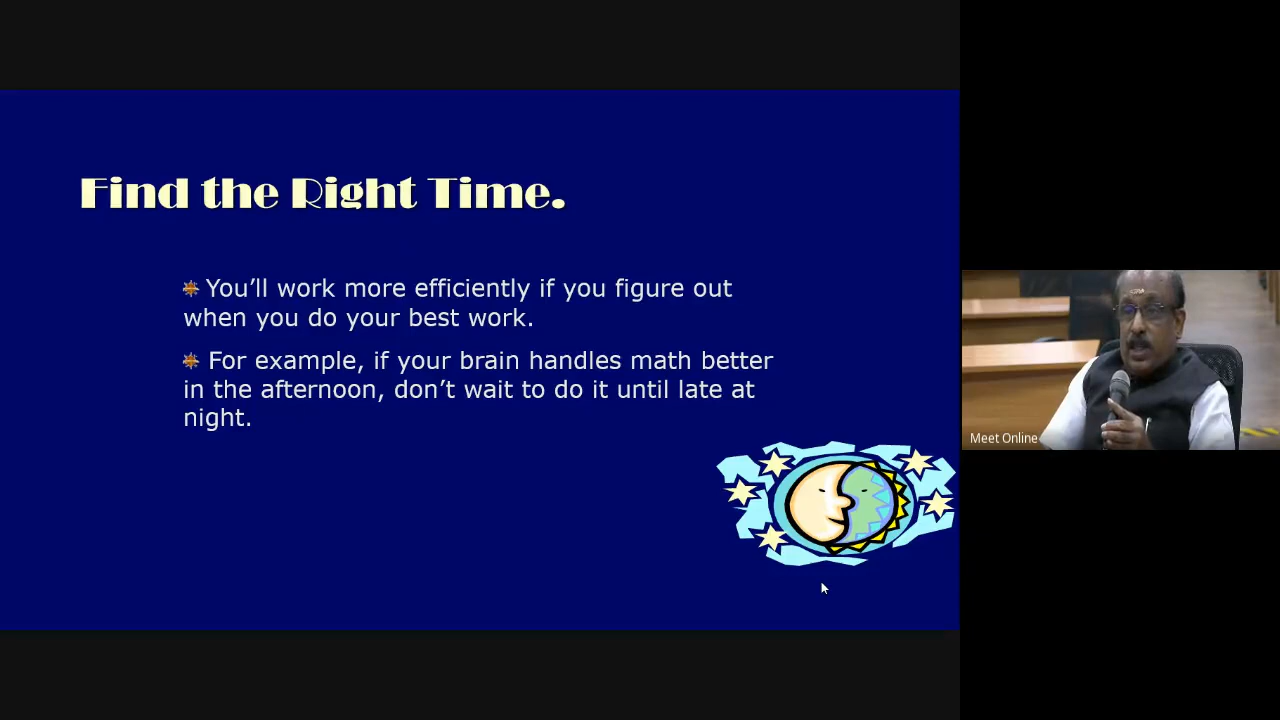 Find the Right Time.
You’ll work more efficiently if you figure out
when you do your best work.
For example, if your brain handles math better
in the afternoon, don’t wait to do it until late at
night.
Meet Online